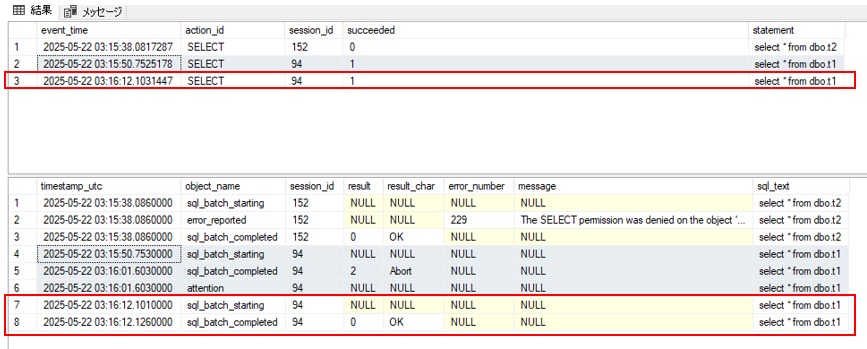 結果 メッセージ
event_time action_id session_id succeeded statement
1 2025-05-22 03:15:38.0817287 SELECT 152 0 select * from dbo.t2
2 2025-05-22 03:15:50.7525178 SELECT 94 1 select * from dbo.t1
3 2025-05-22 03:16:12.1031447 SELECT 94 1 select * from dbo.t1
timestamp_utc object_name session_id result result_char error_number message sql_text
1 2025-05-22 03:15:38.0860000 sql_batch_starting 152 NULL NULL NULL NULL select * from dbo.t2
2 2025-05-22 03:15:38.0860000 error_reported 152 NULL NULL 229 The SELECT permission was denied on the object '... select * from dbo.t2
3 2025-05-22 03:15:38.0860000 sql_batch_completed 152 0 OK NULL NULL select * from dbo.t2
4 2025-05-22 03:15:50.7530000 sql_batch_starting 94 NULL NULL NULL NULL select * from dbo.t1
5 2025-05-22 03:16:01.6030000 sql_batch_completed 94 2 Abort NULL NULL select * from dbo.t1
6 2025-05-22 03:16:01.6030000 attention 94 NULL NULL NULL NULL select * from dbo.t1
7 2025-05-22 03:16:12.1010000 sql_batch_starting 94 NULL NULL NULL NULL select * from dbo.t1
8 2025-05-22 03:16:12.1260000 sql_batch_completed 94 0 OK NULL NULL select * from dbo.t1